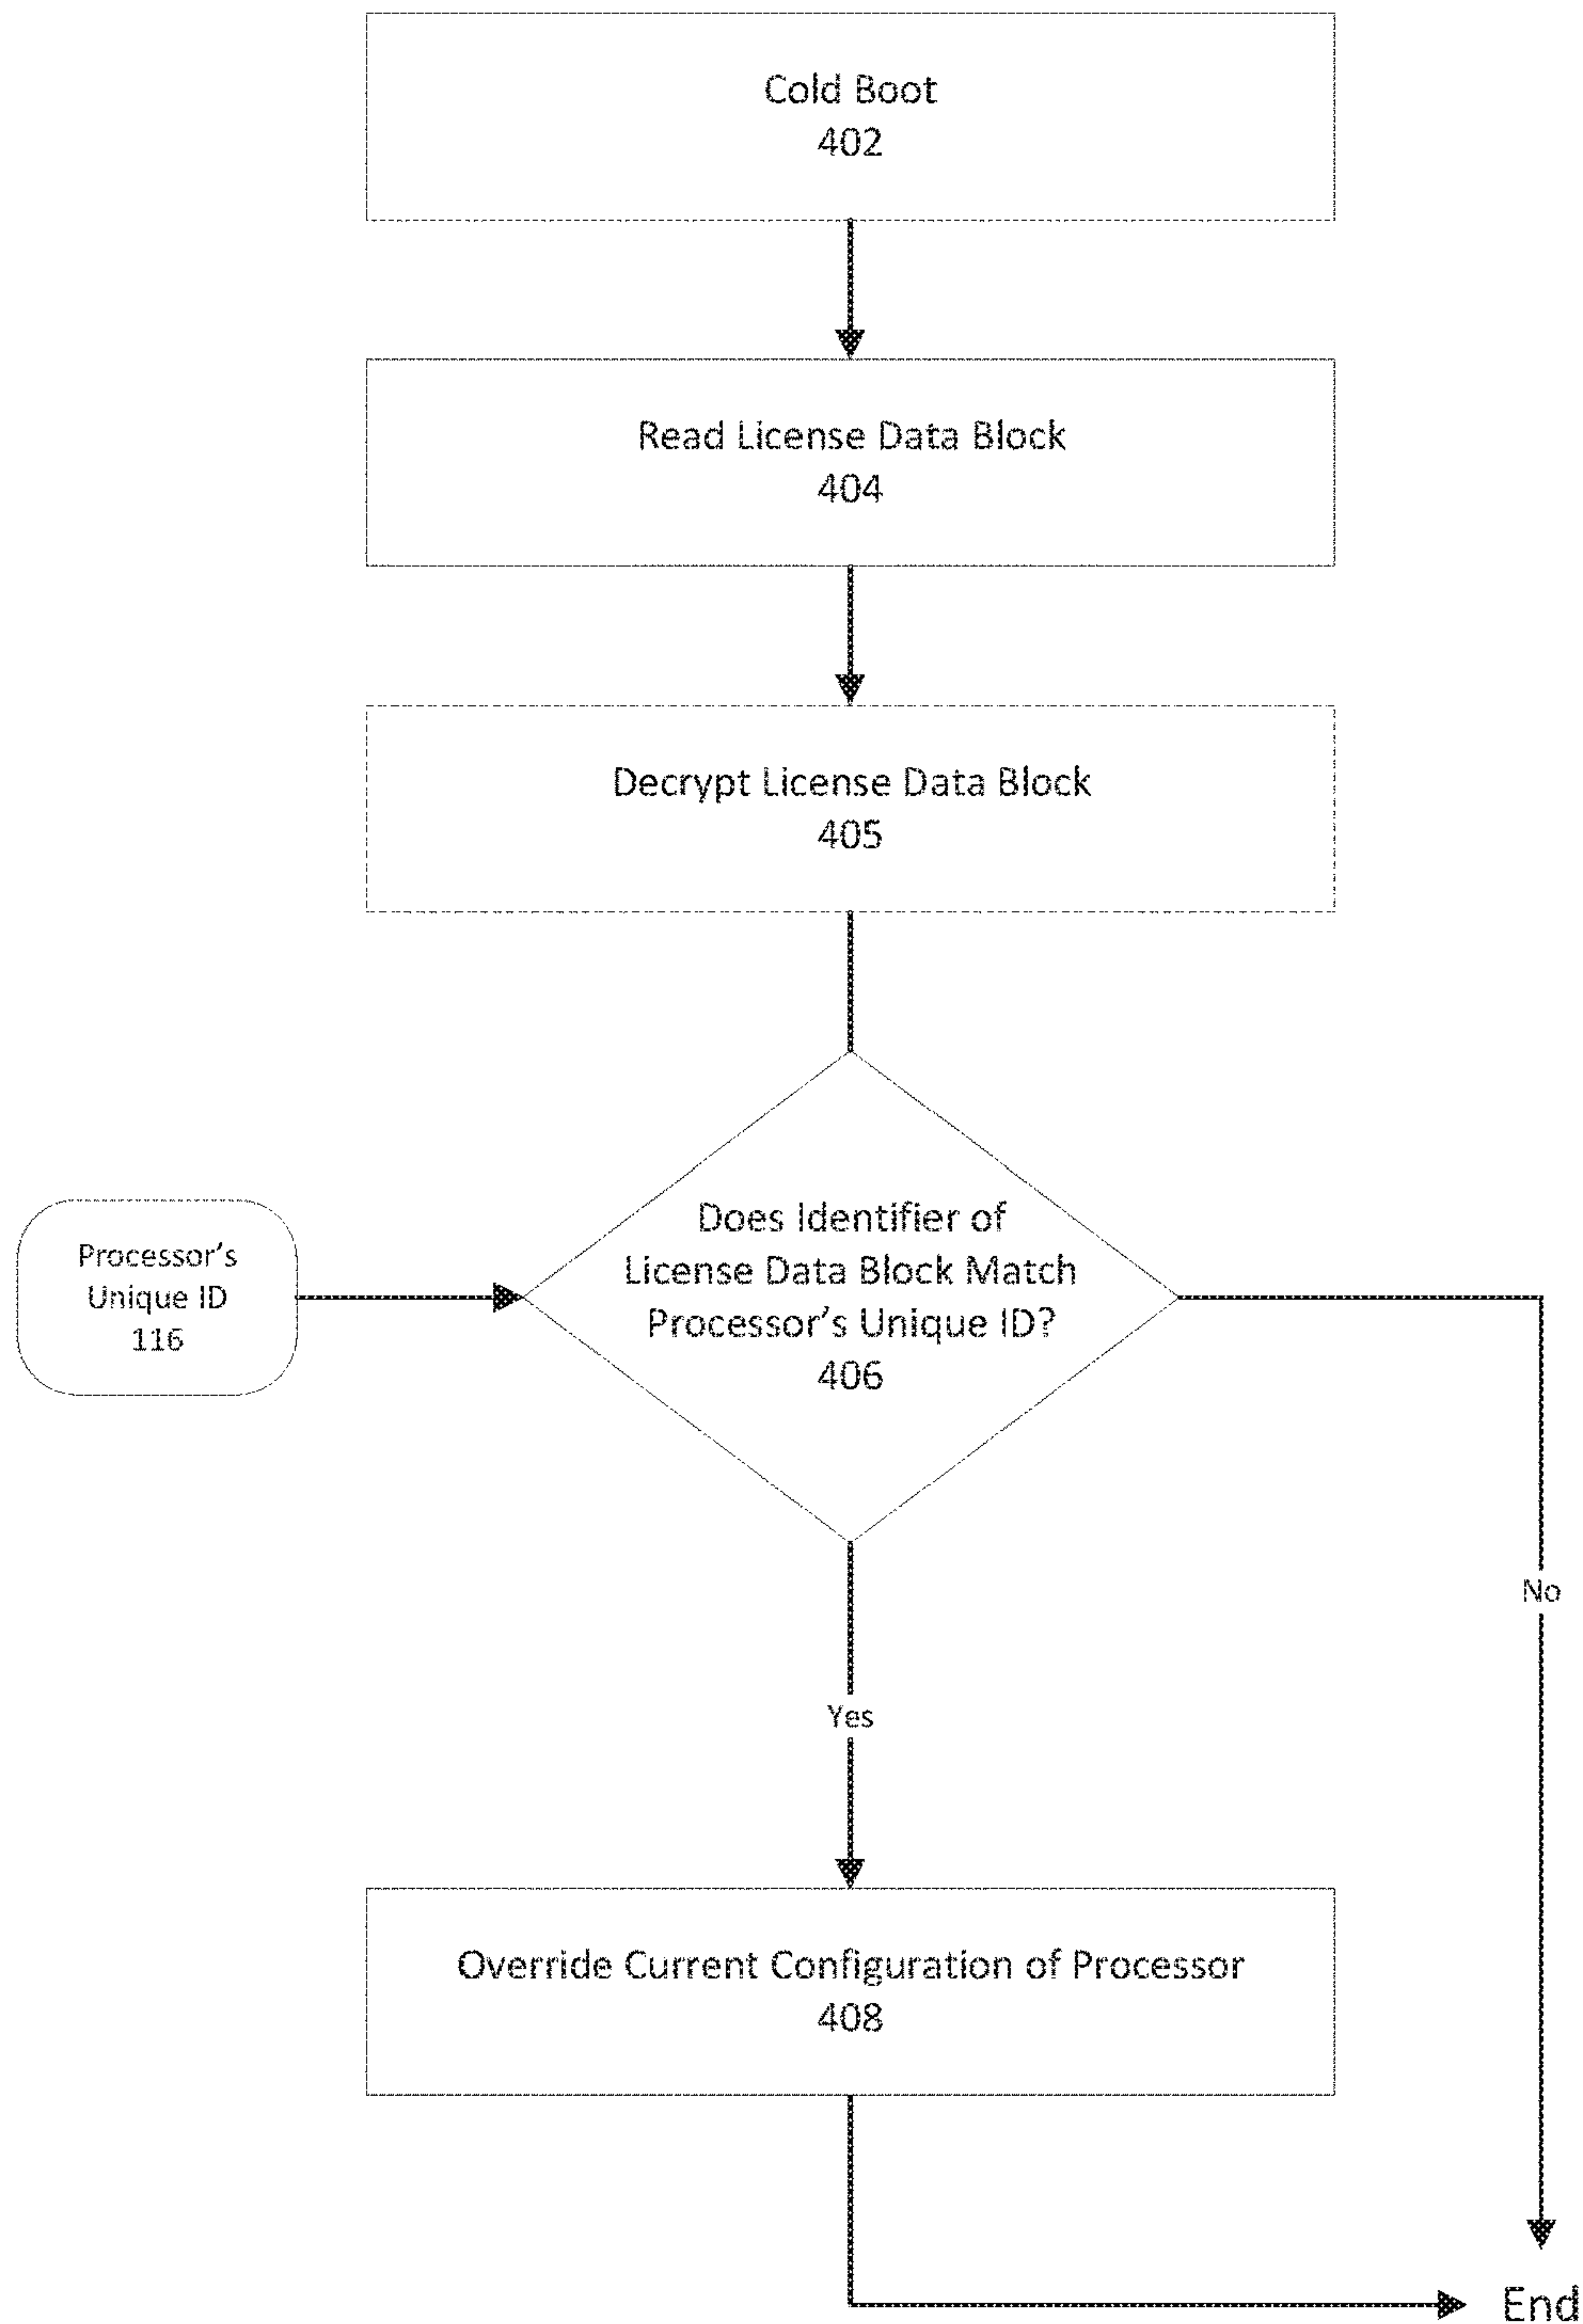 Cold Boot
402
Read License Data Block
404
Decrypt License Data Block
405
Does Identifier of
License Data Block Match
Processor's Unique ID?
406
Processor's
Unique ID
116
No
Yes
Override Current Configuration of Processor
408
End